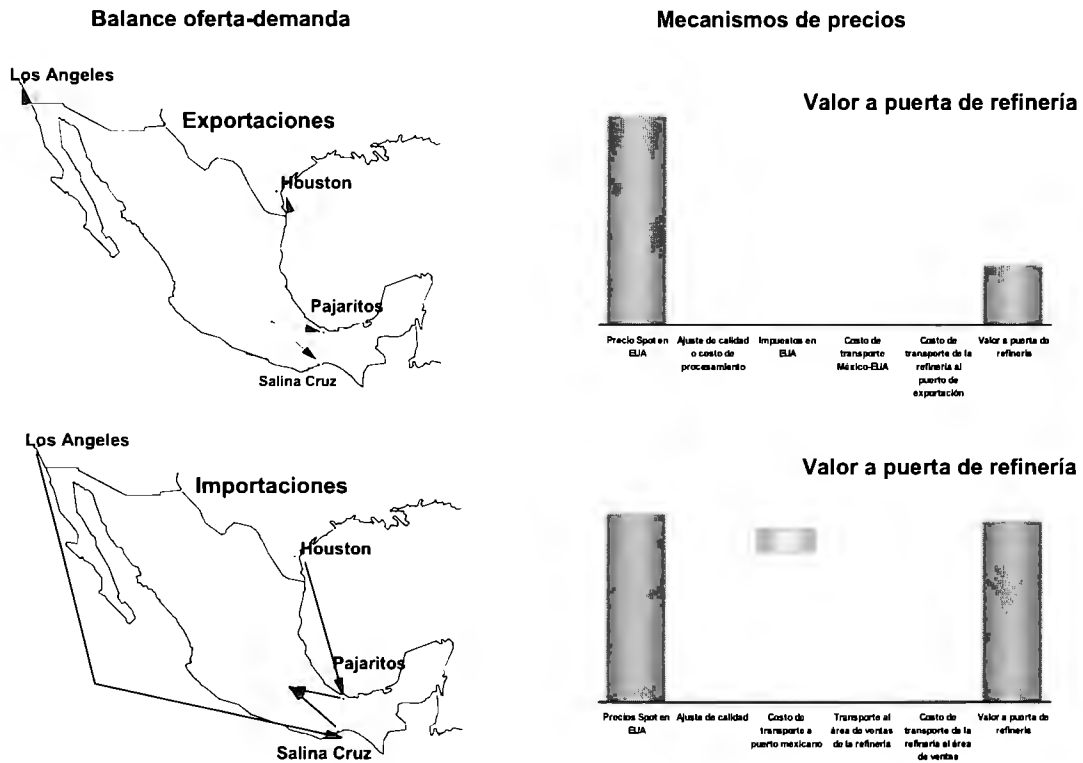 Balance oferta-demanda
Mecanismos de precios
Los Angeles
Exportaciones
Houston
Pajaritos
Salina Cruz
Valor a puerta de refinería
Precio Spot en
EUA
Ajuste de calidad
o costo de
procesamiento
Impuestos en
EUA
Costo de
transporte
México-EUA
Costo de
transporte de la
refinería al
puerto de
exportación
Valor a puerta de
refinería
Los Angeles
Importaciones
Houston
Pajaritos
Salina Cruz
Valor a puerta de refinería
Precios Spot en
EUA
Ajuste de calidad
Costo de
transporte a
puerto mexicano
Transporte al
área de ventas
de la refinería
Costo de
transporte de la
refinería al área
de ventas
Valor a puerta de
refinería